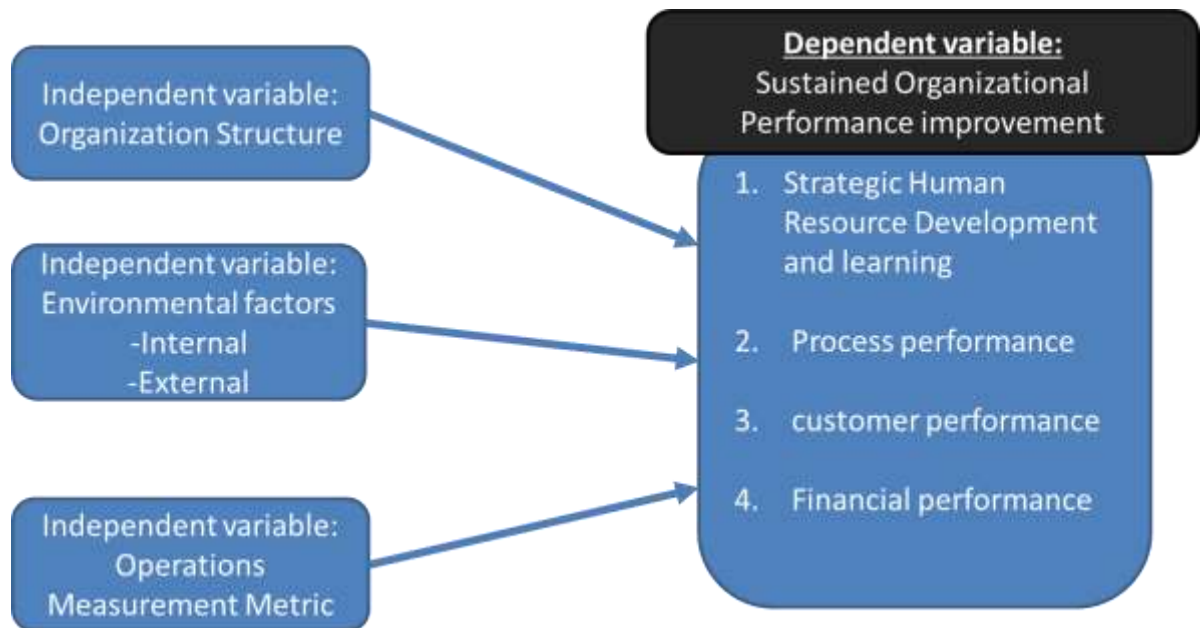 Independent variable:
Organization Structure
Independent variable:
Environmental factors
-Internal
-External
Independent variable:
Operations
Measurement Metric
Dependent variable:
Sustained Organizational
Performance improvement
1. Strategic Human
Resource Development
and learning
2. Process performance
3. customer performance
4. Financial performance